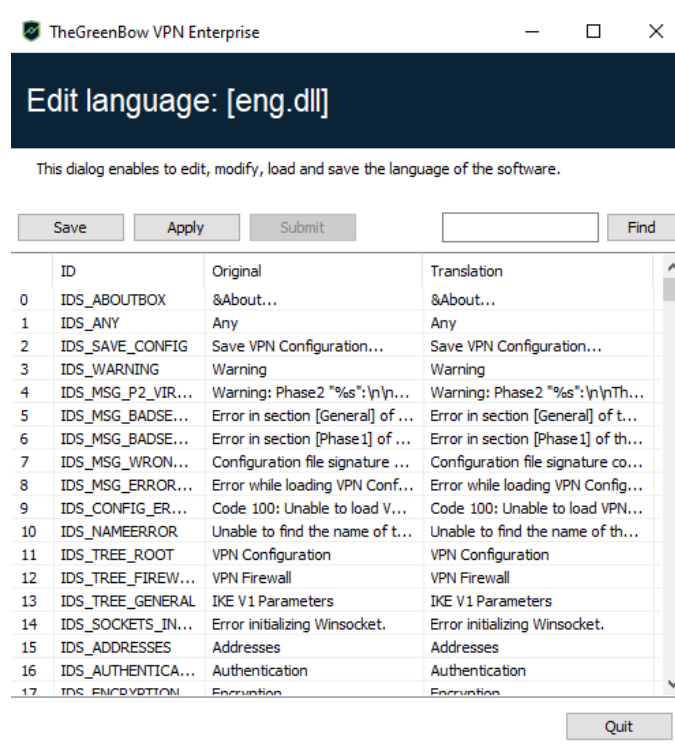 TheGreenBow VPN Enterprise
Edit language: [eng.dll]
This dialog enables to edit, modify, load and save the language of the software.
Save Apply Submit Find
ID Original Translation
0 IDS_ABOUTBOX &About... &About...
1 IDS_ANY Any Any
2 IDS_SAVE_CONFIG Save VPN Configuration... Save VPN Configuration...
3 IDS_WARNING Warning Warning
4 IDS_MSG_P2_VIR... Warning: Phase2 "%s":\n\n... Warning: Phase2 "%s":\n\nTh...
5 IDS_MSG_BADSE... Error in section [General] of ... Error in section [General] of t...
6 IDS_MSG_BADSE... Error in section [Phase1] of ... Error in section [Phase1] of th...
7 IDS_MSG_WRON... Configuration file signature ... Configuration file signature co...
8 IDS_MSG_ERROR... Error while loading VPN Conf... Error while loading VPN Config...
9 IDS_CONFIG_ER... Code 100: Unable to load V... Code 100: Unable to load VPN...
10 IDS_NAMEERROR Unable to find the name of t... Unable to find the name of th...
11 IDS_TREE_ROOT VPN Configuration VPN Configuration
12 IDS_TREE_FIREW... VPN Firewall VPN Firewall
13 IDS_TREE_GENERAL IKE V1 Parameters IKE V1 Parameters
14 IDS_SOCKETS_IN... Error initializing Winsocket. Error initializing Winsocket.
15 IDS_ADDRESSES Addresses Addresses
16 IDS_AUTHENTICA... Authentication Authentication
17 IDS_ENCRYPTION Encryption Encryption
Quit